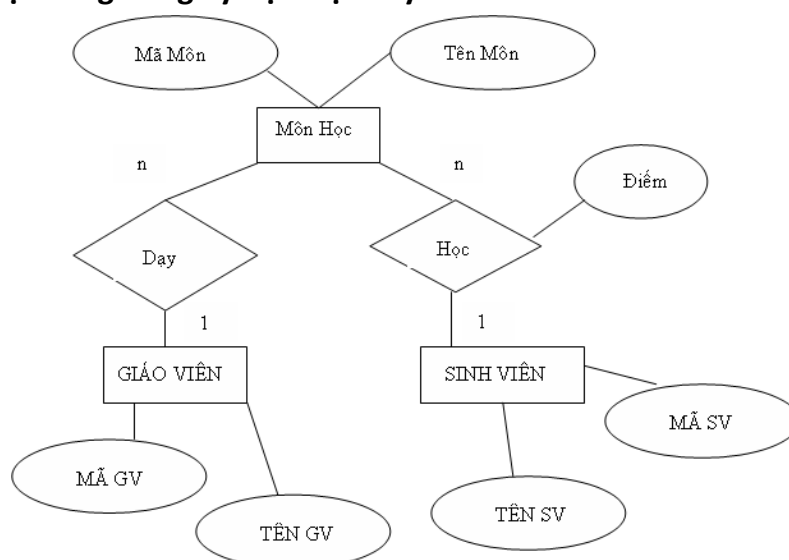 Mã Môn
Tên Môn
Môn Học
n
n
Điểm
Dạy
Học
1
1
GIÁO VIÊN
SINH VIÊN
MÃ SV
MÃ GV
TÊN SV
TÊN GV